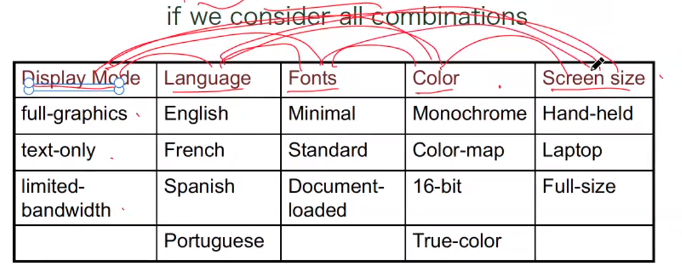 if we consider all combinations
Display Mode Language Fonts Color Screen size
full-graphics English Minimal Monochrome Hand-held
text-only French Standard Color-map Laptop
limited- Spanish Document- 16-bit Full-size
bandwidth loaded
Portuguese True-color